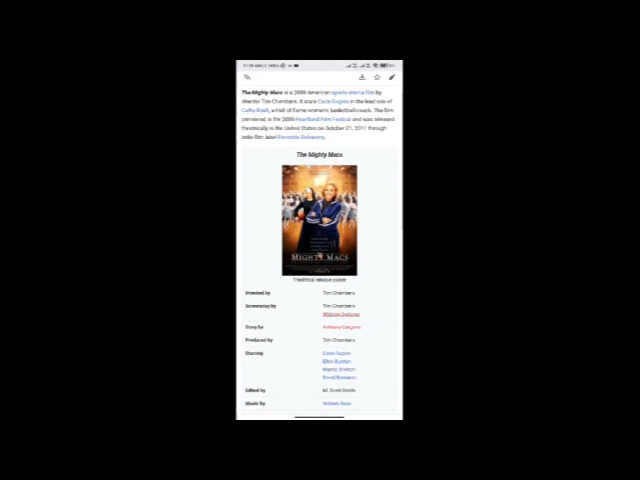 The Mighty Macs is a 2009 American sports drama film by
director Tim Chambers. It stars Carla Gugino in the lead role of
Cathy Rush, a Hall of Fame women's basketball coach. The film
premiered in the 2009 Heartland Film Festival and was released
theatrically in the United States on October 21, 2011 through
indie film label Freestyle Releasing.
The Mighty Macs
MIGHTY MACS
Theatrical release poster
Directed by Tim Chambers
Screenplay by Tim Chambers
Story by Anthony Gargano
Produced by Tim Chambers
Starring Carla Gugino
Ellen Burstyn
Marley Shelton
David Boreanaz
Edited by M. Scott Smith
Music by William Ross